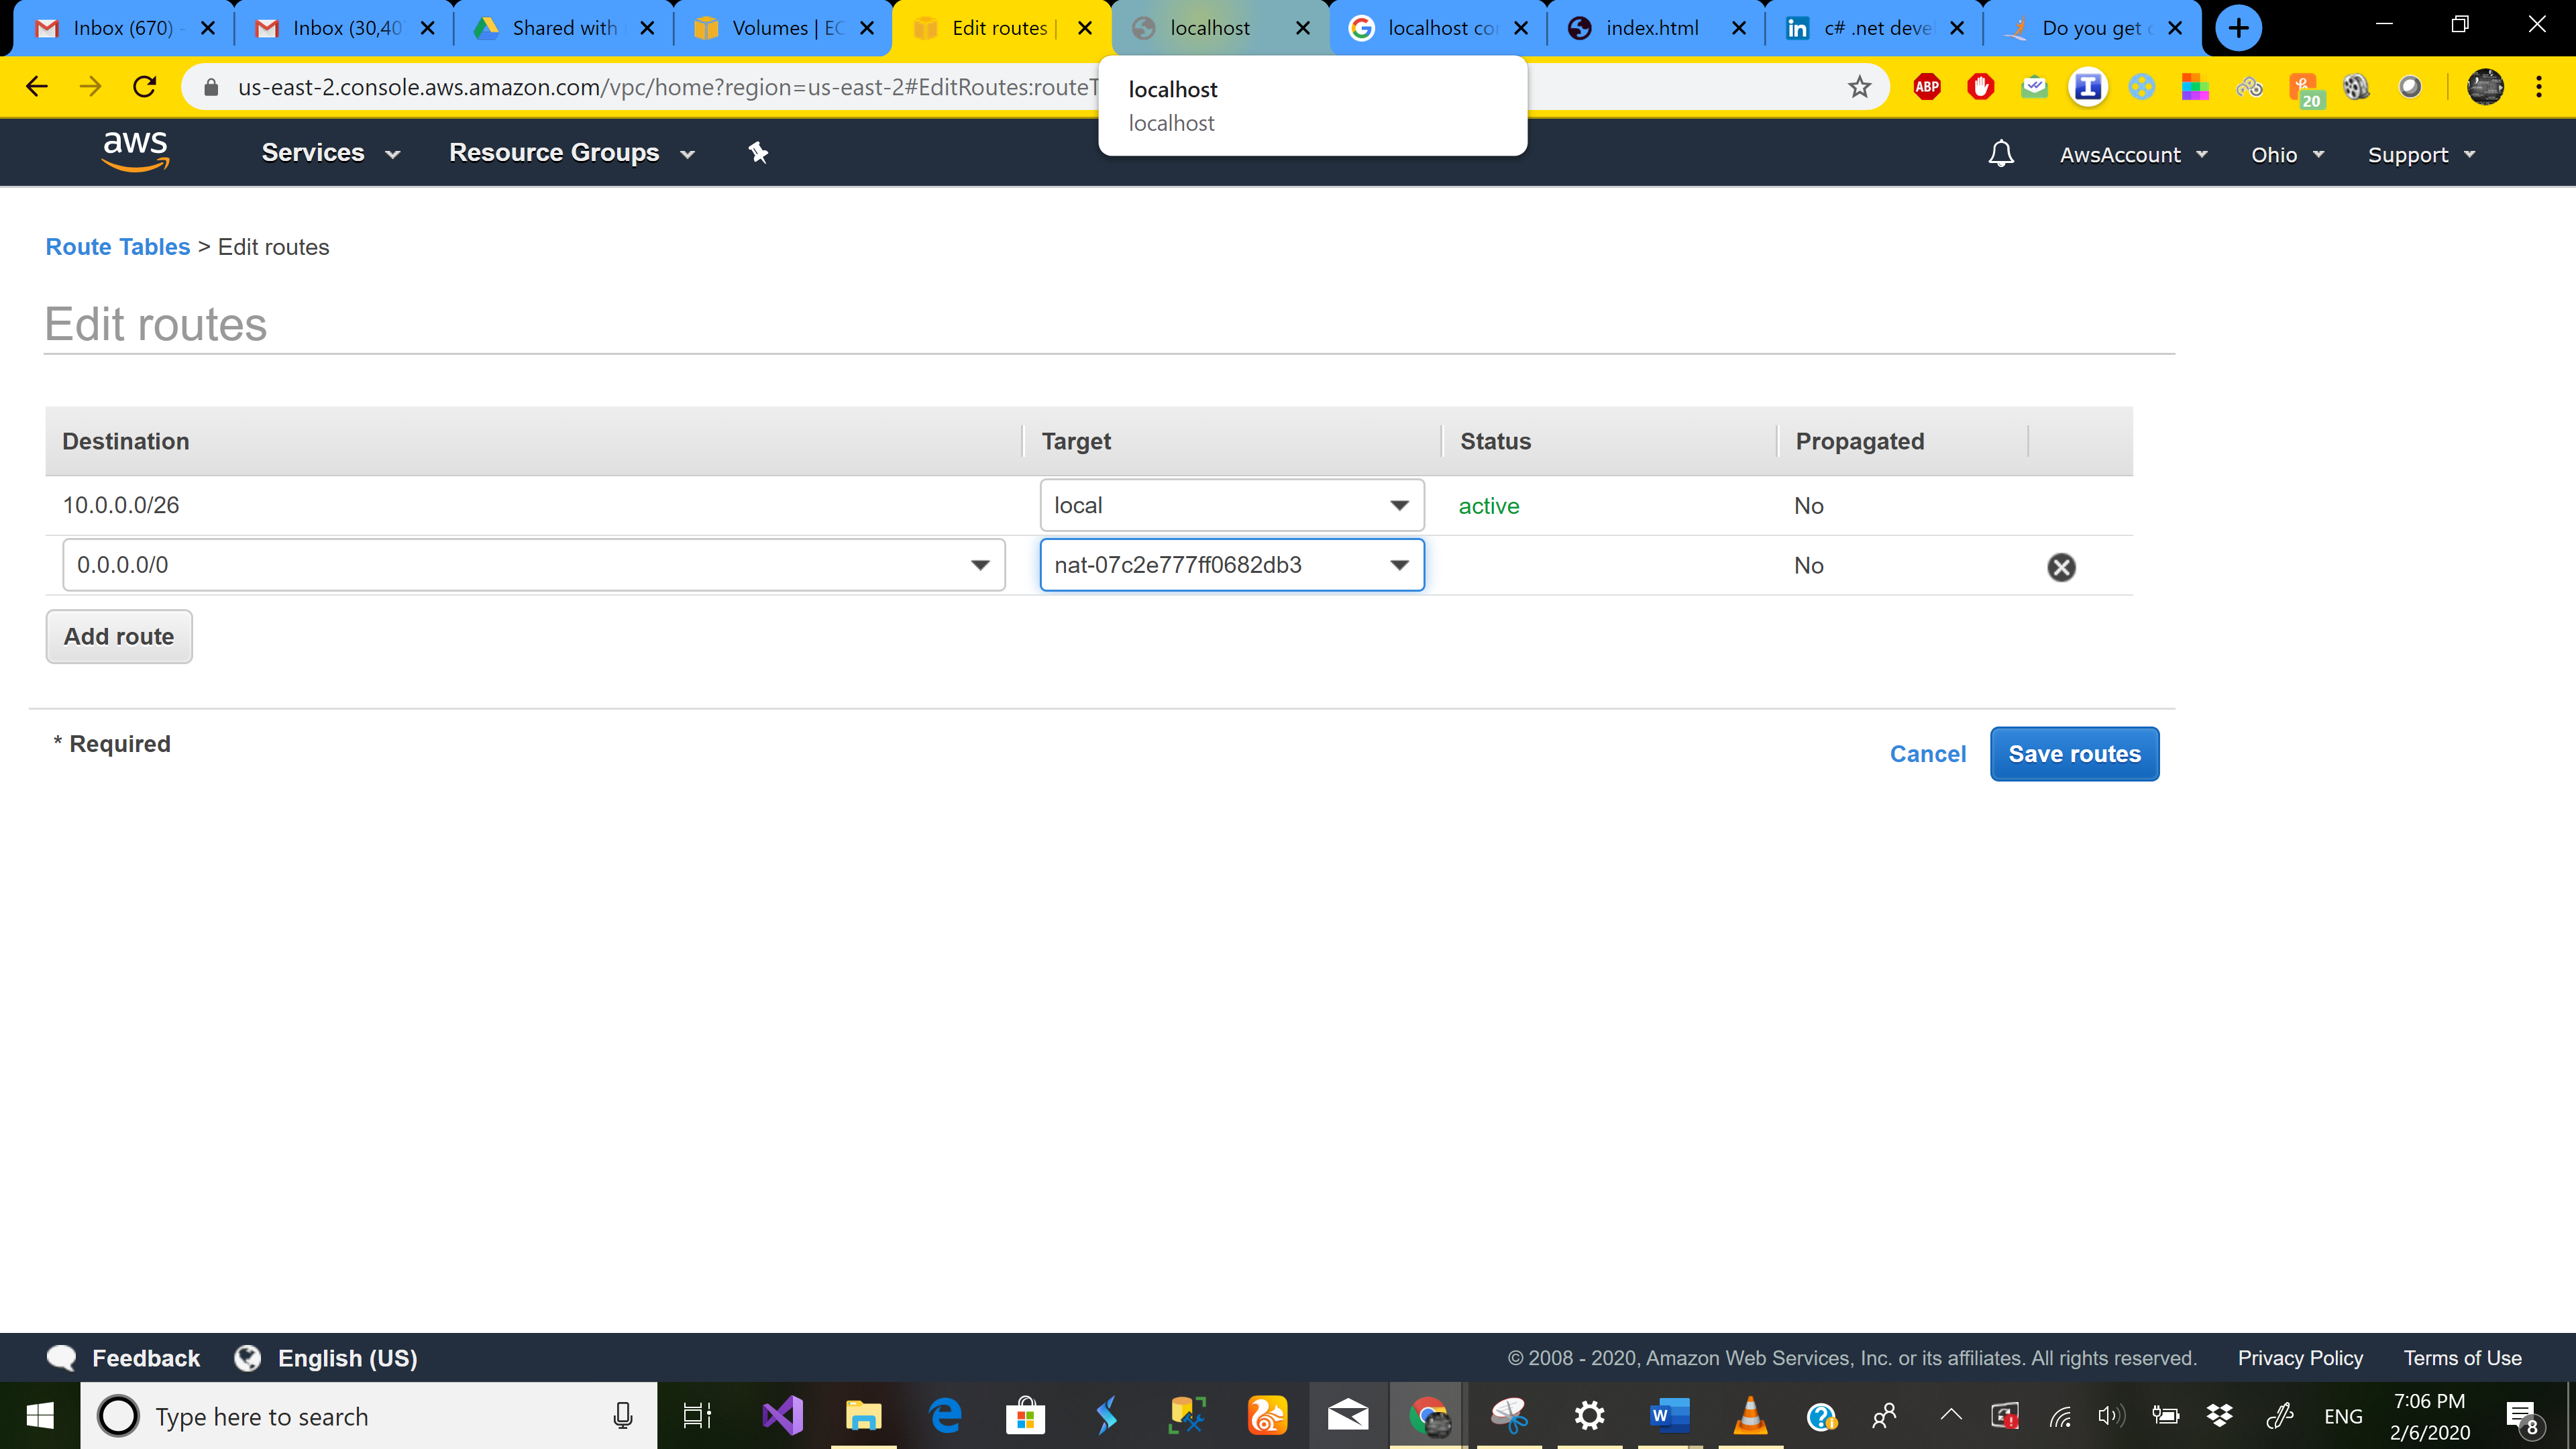 Inbox (670) -
Inbox (30,40
Shared with
Volumes | EC
Edit routes |
localhost
localhost co
index.html
c# .net deve
Do you get
us-east-2.console.aws.amazon.com/vpc/home?region=us-east-2#EditRoutes:routeT
localhost
localhost
ABP
20
aws
Services
Resource Groups
AwsAccount
Ohio
Support
Route Tables > Edit routes
Edit routes
Destination Target Status Propagated
10.0.0.0/26 local active No
0.0.0.0/0 nat-07c2e777ff0682db3 No
Add route
* Required
Cancel
Save routes
Feedback
English (US)
© 2008 - 2020, Amazon Web Services, Inc. or its affiliates. All rights reserved.
Privacy Policy
Terms of Use
Type here to search
ENG
7:06 PM
2/6/2020
8